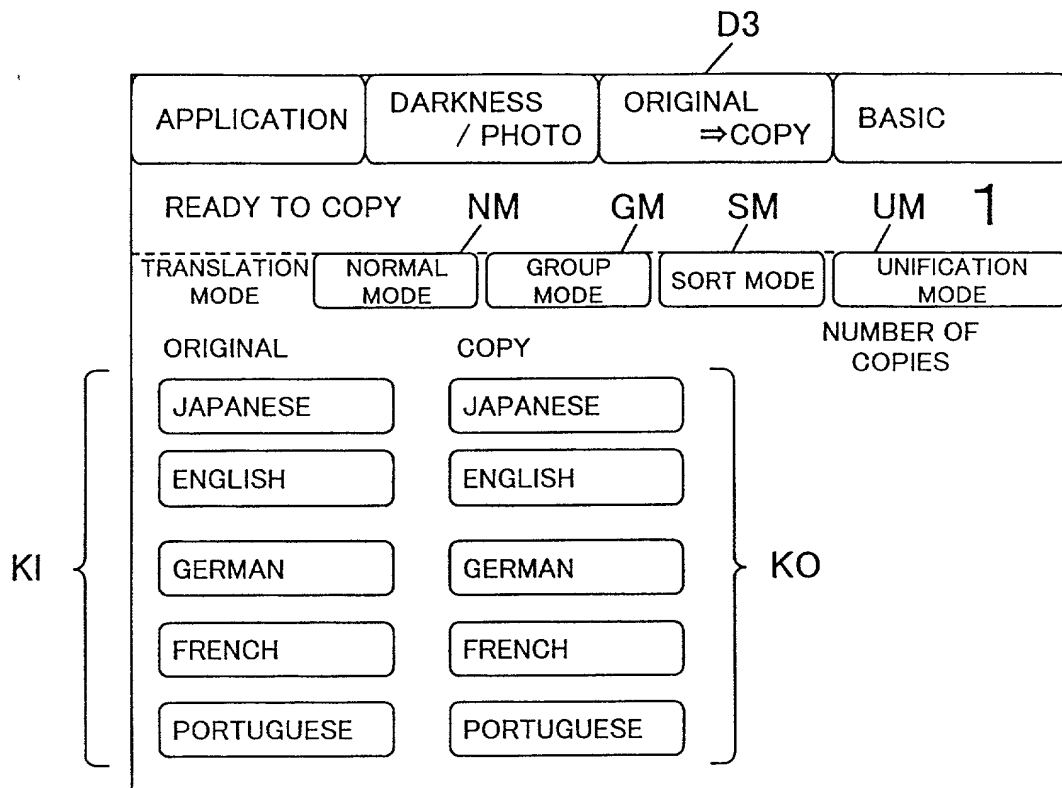 D3
APPLICATION
DARKNESS
/ PHOTO
ORIGINAL
⇒COPY
BASIC
READY TO COPY
NM
GM
SM
UM
1
TRANSLATION
MODE
NORMAL
MODE
GROUP
MODE
SORT MODE
UNIFICATION
MODE
NUMBER OF
COPIES
ORIGINAL
COPY
KI
JAPANESE
JAPANESE
ENGLISH
ENGLISH
GERMAN
GERMAN
FRENCH
FRENCH
PORTUGUESE
PORTUGUESE
KO